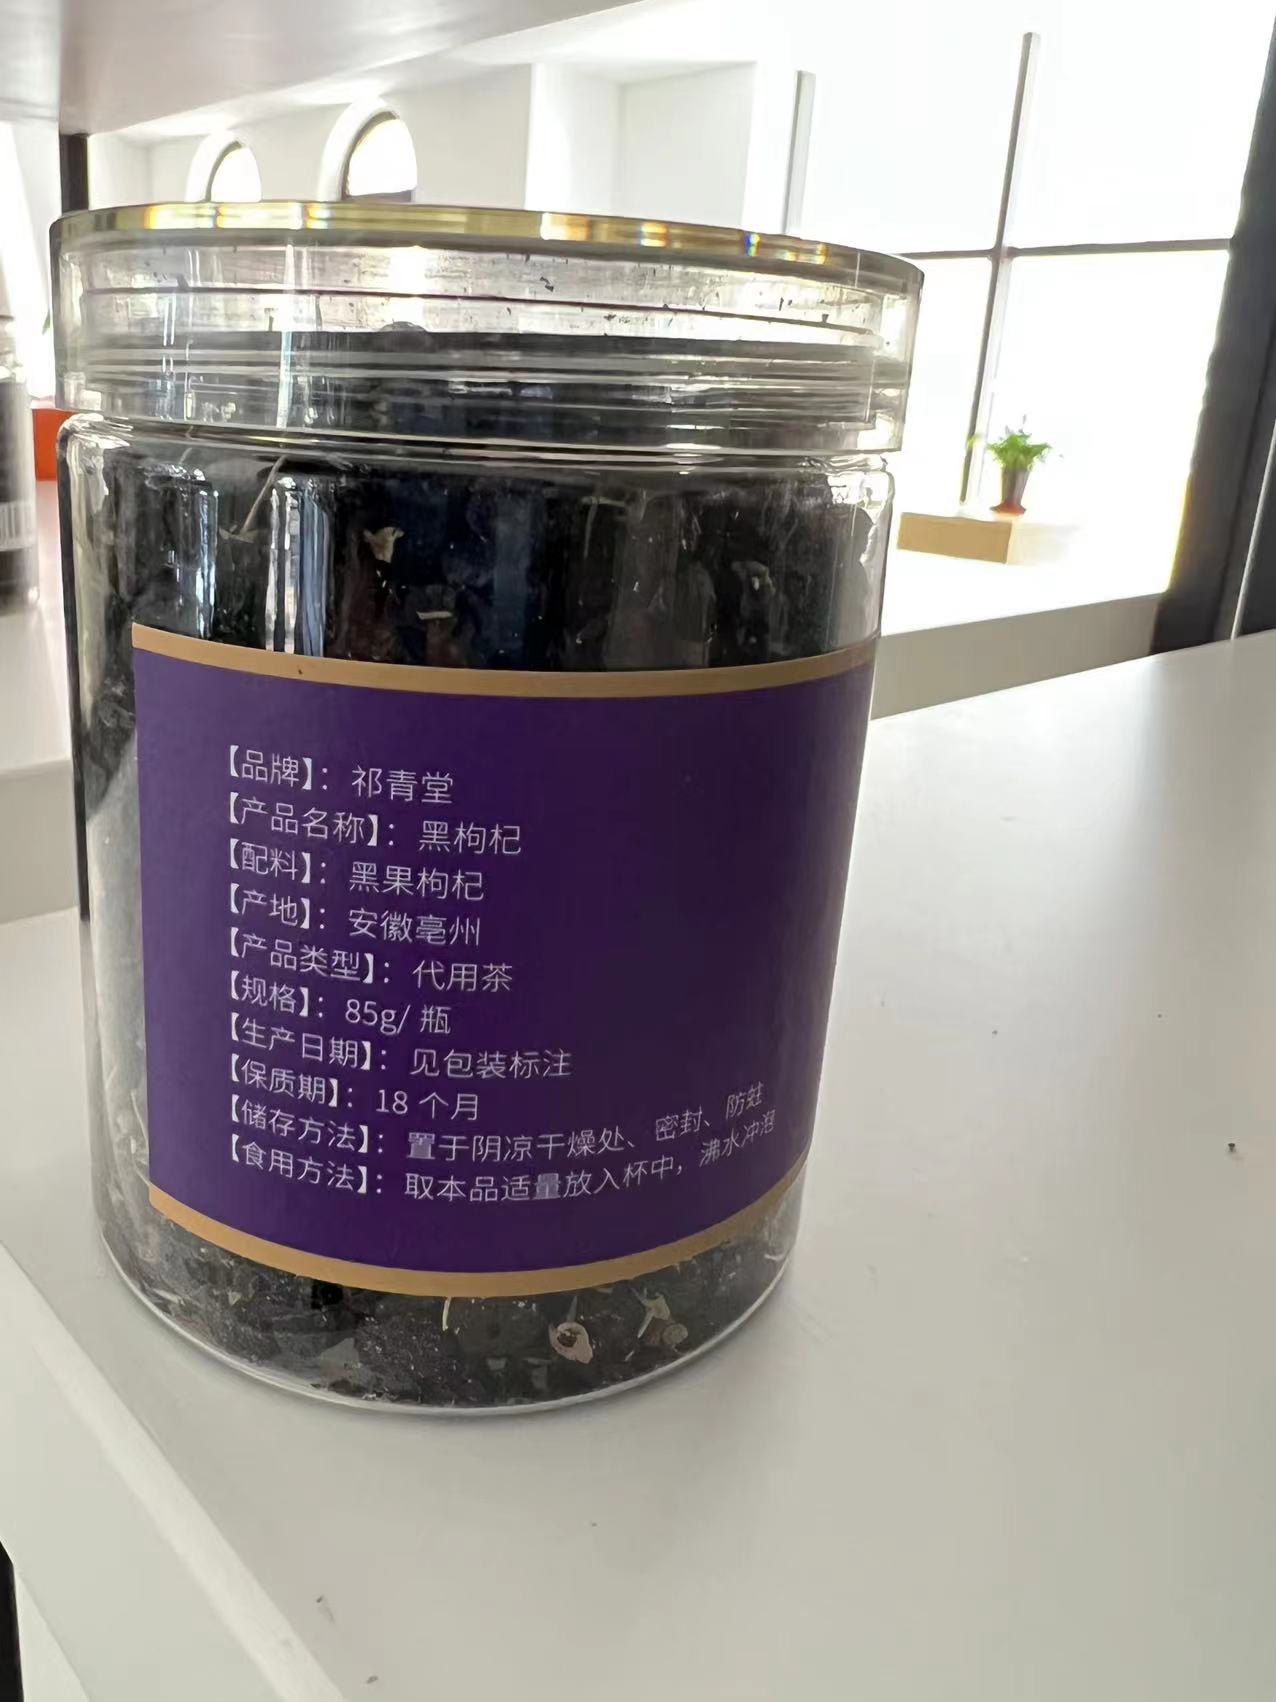 【品牌】：祁青堂
【产品名称】：黑枸杞
【配料】：黑果枸杞
【产地】：安徽亳州
【产品类型】：代用茶
【规格】：85g/ 瓶
【生产日期】：见包装标注
【保质期】：18 个月
【储存方法】：置于阴凉干燥处、密封、防蛀
【食用方法】：取本品适量放入杯中，沸水冲泡